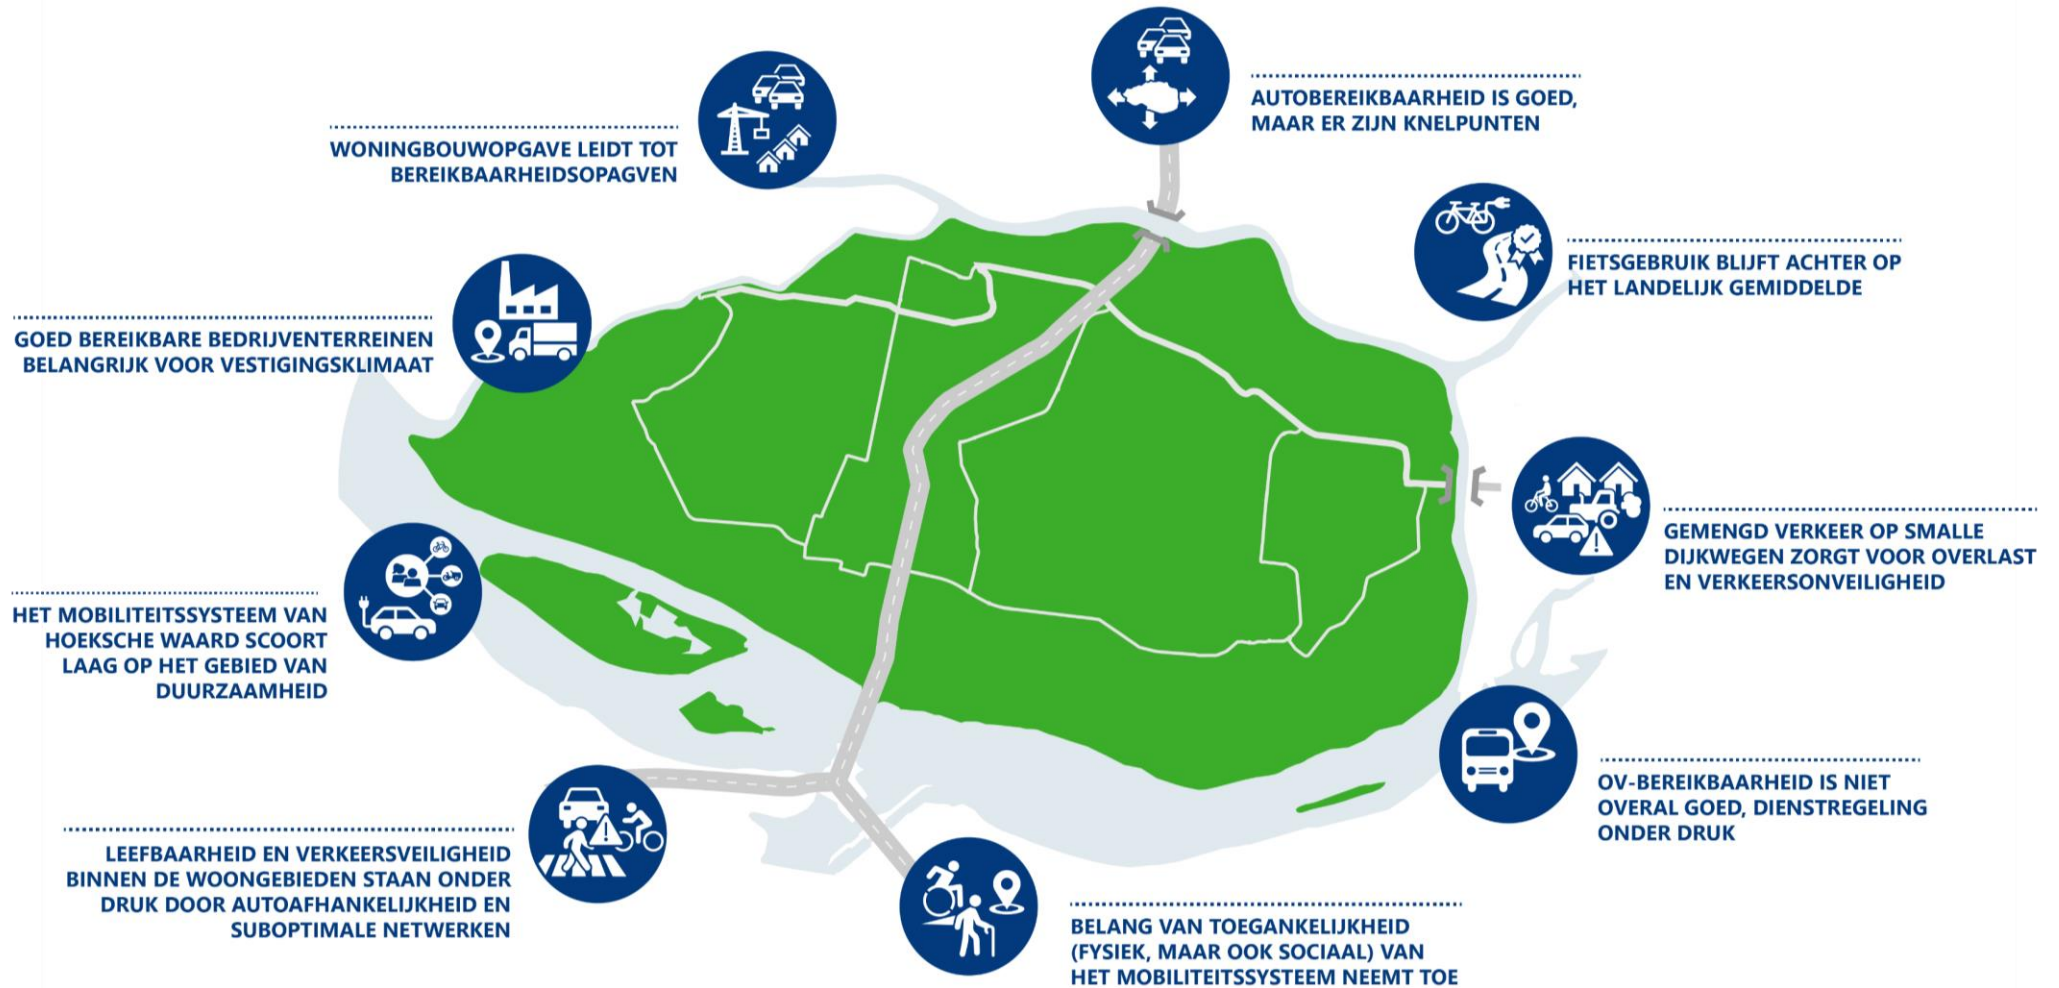 AUTOBEREIKBAARHEID IS GOED,
MAAR ER ZIJN KNELPUNTEN
WONINGBOUWOPGAVE LEIDT TOT
BEREIKBAARHEIDSOPAGVEN
FIETSGEBRUIK BLIJFT ACHTER OP
HET LANDELIJK GEMIDDELDE
GOED BEREIKBARE BEDRIJVENTERREINEN
BELANGRIJK VOOR VESTIGINGSKLIMAAT
GEMENGD VERKEER OP SMALLE
DIJKWEGEN ZORGT VOOR OVERLAST
EN VERKEERSONVEILIGHEID
HET MOBILITEITSSYSTEEM VAN
HOEKSCHE WAARD SCOORT
LAAG OP HET GEBIED VAN
DUURZAAMHEID
OV-BEREIKBAARHEID IS NIET
OVERAL GOED, DIENSTREGELING
ONDER DRUK
LEEFBAARHEID EN VERKEERSVEILIGHEID
BINNEN DE WOONGEBIEDEN STAAN ONDER
DRUK DOOR AUTOAFHANKELIJKHEID EN
SUBOPTIMALE NETWERKEN
BELANG VAN TOEGANKELIJKHEID
(FYSIEK, MAAR OOK SOCIAAL) VAN
HET MOBILITEITSSYSTEEM NEEMT TOE